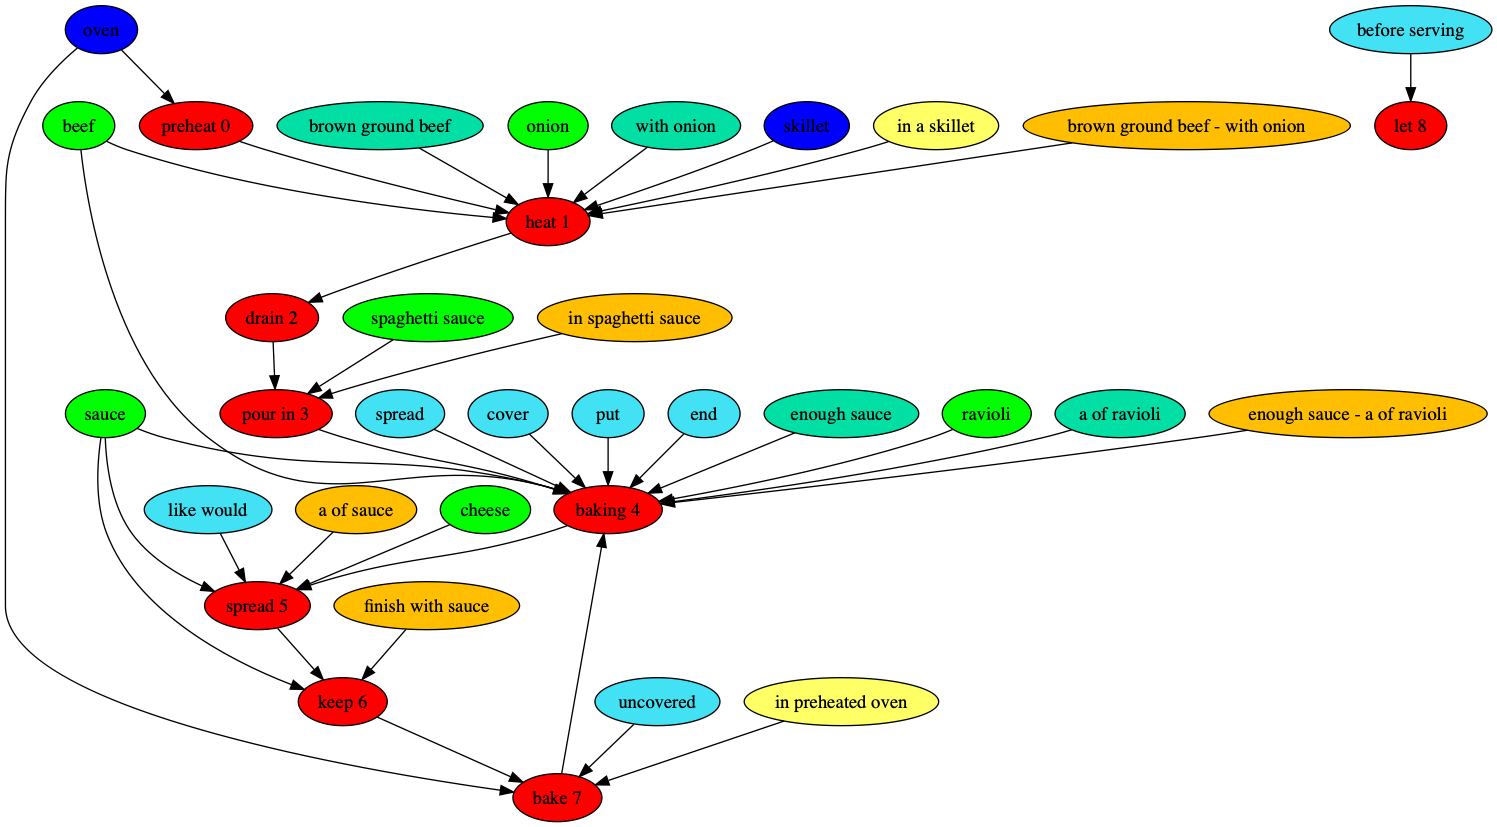 oven
before serving
beef
preheat 0
brown ground beef
onion
with onion
skillet
in a skillet
brown ground beef - with onion
let 8
heat 1
drain 2
spaghetti sauce
in spaghetti sauce
sauce
pour in 3
spread
cover
put
end
enough sauce
ravioli
a of ravioli
enough sauce - a of ravioli
like would
a of sauce
cheese
baking 4
spread 5
finish with sauce
keep 6
uncovered
in preheated oven
bake 7